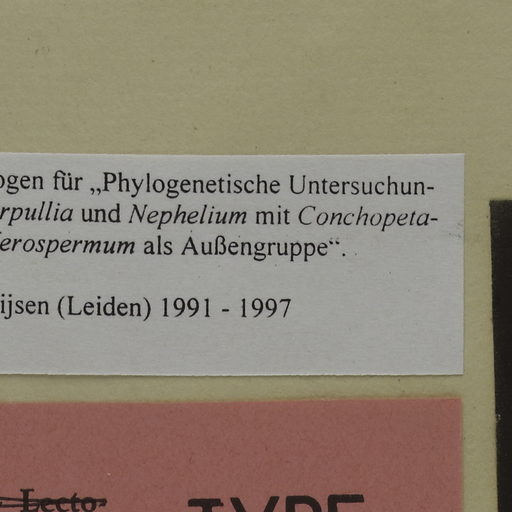 ogen für „Phylogenetische Untersuchun-
rpullia und Nephelium mit Conchopeta-
erospermum als Außengruppe“.
ijsen (Leiden) 1991 - 1997
Lecto-
TYPE